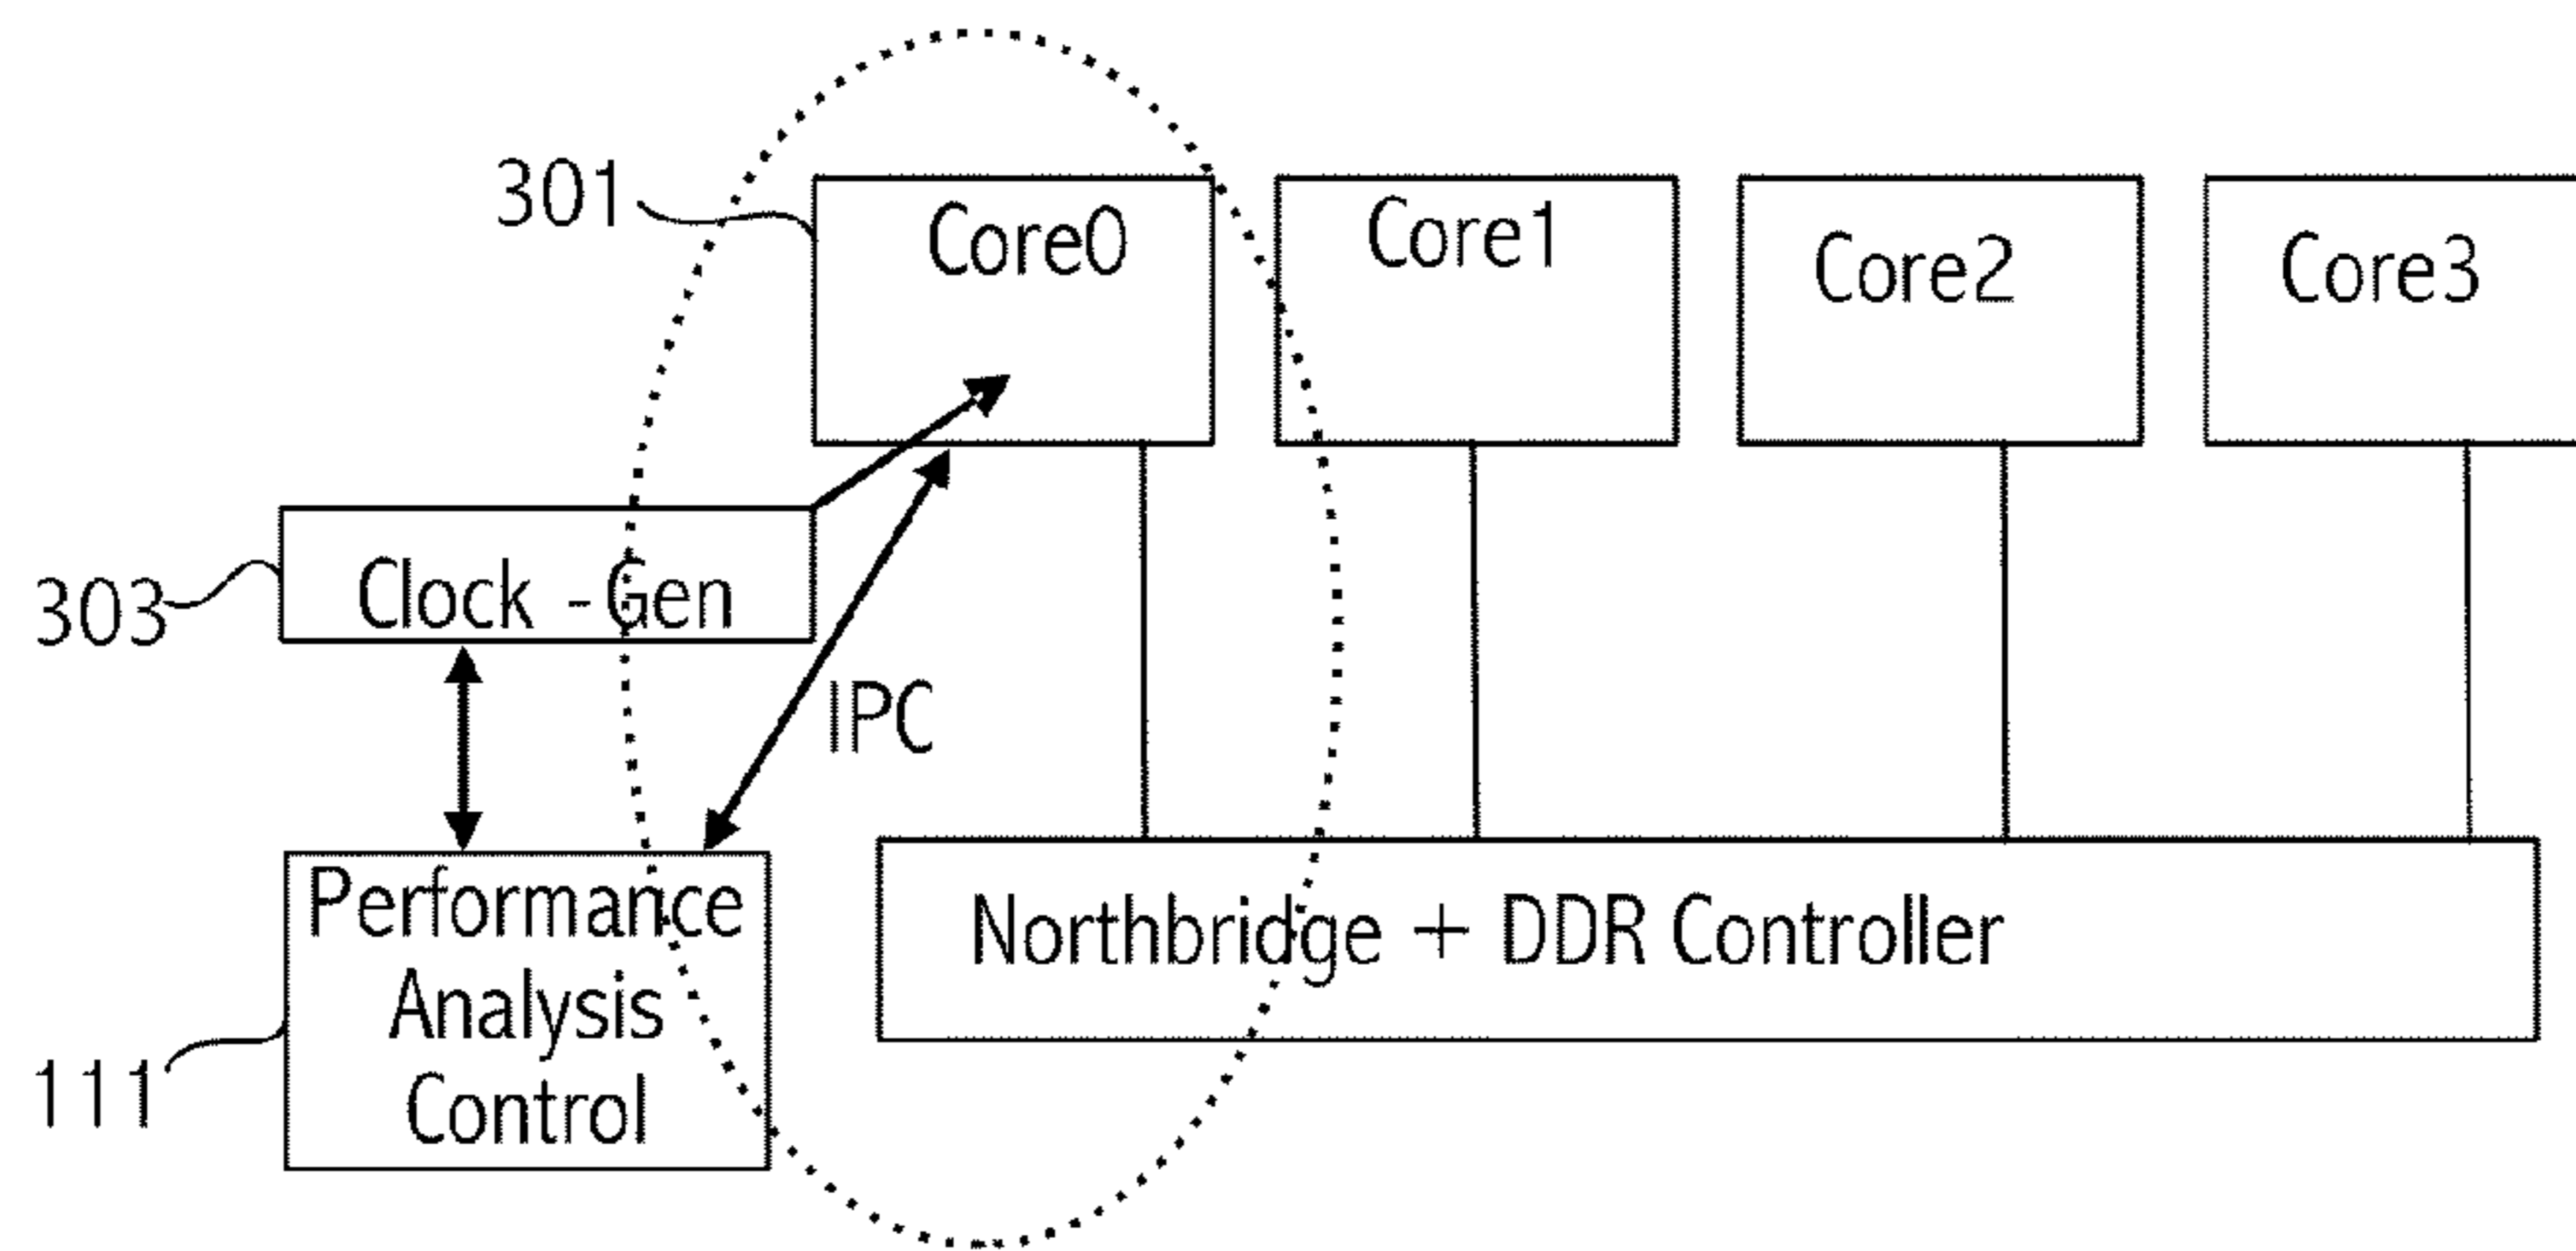 301
Core0
Core1
Core2
Core3
303
Clock -Gen
IPC
111
Performance
Analysis
Control
Northbridge + DDR Controller